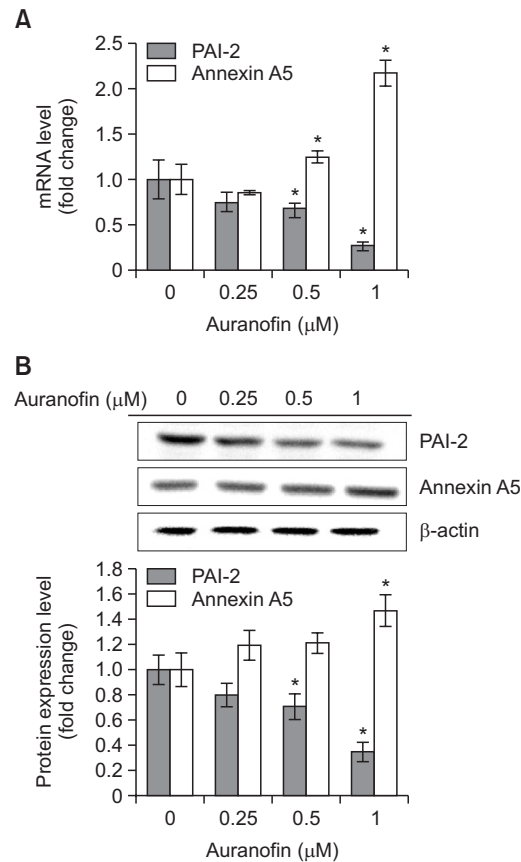 A
PAI-2
Annexin A5
mRNA level
(fold change)
2.5
2.0
1.5
1.0
0.5
0
* * * *
0 0.25 0.5 1
Auranofin (μM)
B
Auranofin (μM) 0 0.25 0.5 1
PAI-2
Annexin A5
β-actin
PAI-2
Annexin A5
Protein expression level
(fold change)
1.8
1.6
1.4
1.2
1.0
0.8
0.6
0.4
0.2
0
* * *
0 0.25 0.5 1
Auranofin (μM)